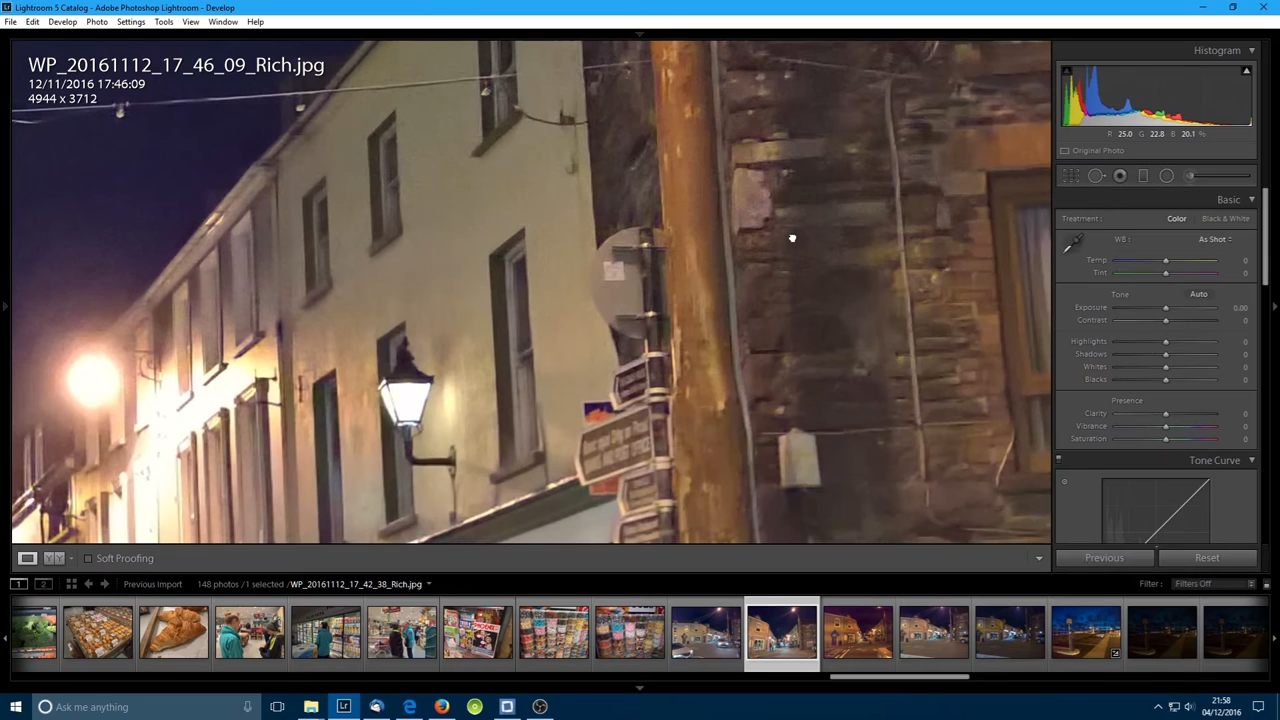 Lightroom 5 Catalog - Adobe Photoshop Lightroom - Develop
File Edit Develop Photo Settings Tools View Window Help
WP_20161112_17_46_09_Rich.jpg
12/11/2016 17:46:09
4944 x 3712
Histogram
R 25.0 G 22.8 B 20.1 %
Original Photo
Basic
Treatment : Color Black & White
WB : As Shot
Temp 0
Tint 0
Tone Auto
Exposure 0.00
Contrast 0
Highlights 0
Shadows 0
Whites 0
Blacks 0
Presence
Clarity 0
Vibrance 0
Saturation 0
Tone Curve
Y Y Soft Proofing
Previous Reset
1 2 Previous Import 148 photos / 1 selected / WP_20161112_17_42_38_Rich.jpg Filter : Filters Off
Ask me anything
21:58
04/12/2016